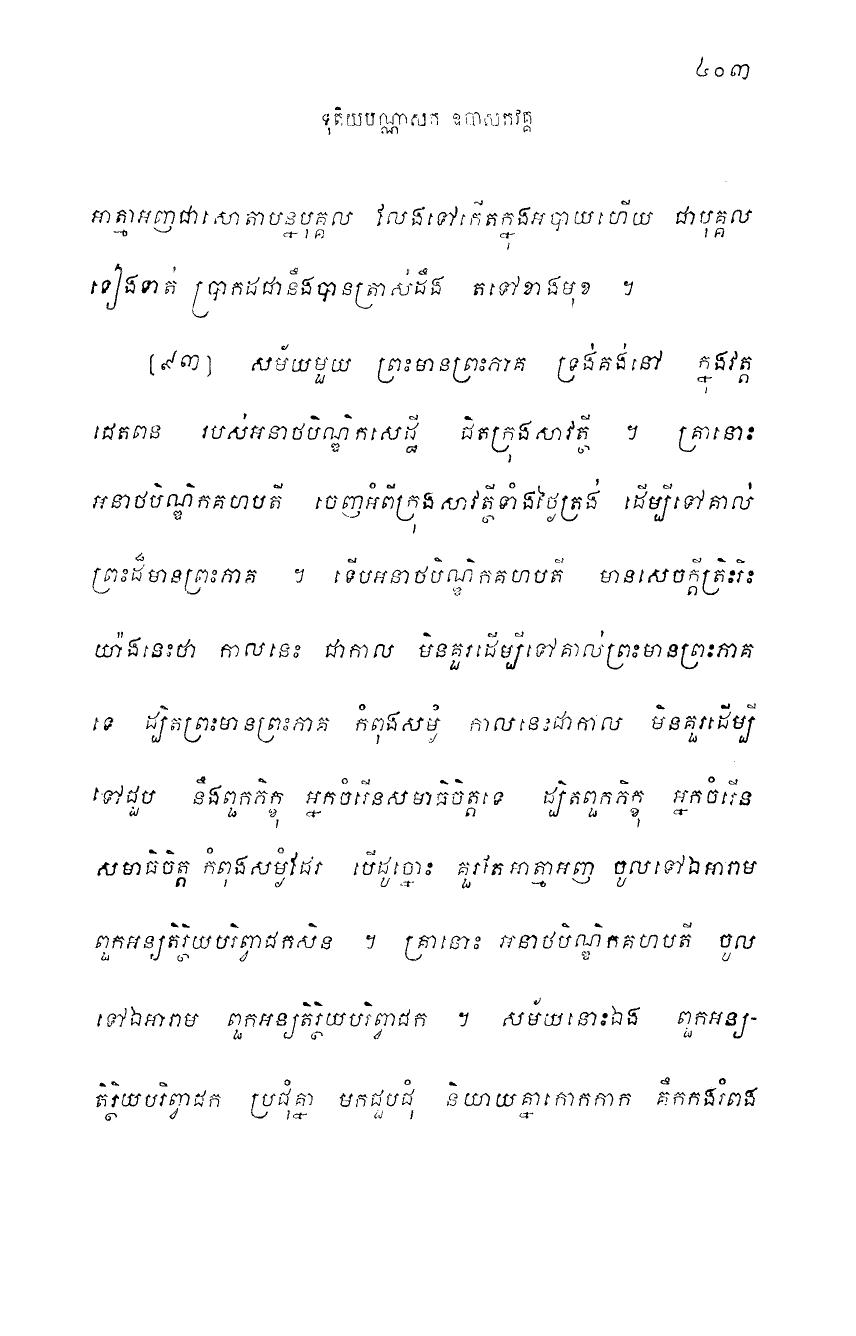 ៤០៣
ទុតិយបណ្ណាសក ឧបាសកវគ្គ
អាត្មាអញជាសោតាបន្នបុគ្គល លែងទៅកើតក្នុងអបាយហើយ ជាបុគ្គល
ទៀងទាត់ ប្រាកដជានឹងបានត្រាស់ដឹង តទៅខាងមុខ ។
[៩៣] សម័យមួយ ព្រះមានព្រះភាគ ទ្រង់គង់នៅ ក្នុងវត្ត
ជេតពន របស់អនាថបិណ្ឌិកសេដ្ឋី ជិតក្រុងសាវត្ថី ។ គ្រានោះ
អនាថបិណ្ឌិកគហបតី ចេញអំពីក្រុងសាវត្ថីទាំងថ្ងៃត្រង់ ដើម្បីទៅគាល់
ព្រះដ៏មានព្រះភាគ ។ ទើបអនាថបិណ្ឌិកគហបតី មានសេចក្តីត្រិះរិះ
យ៉ាងនេះថា កាលនេះ ជាកាល មិនគួរដើម្បីទៅគាល់ព្រះមានព្រះភាគ
ទេ ដ្បិតព្រះមានព្រះភាគ កំពុងសម្ងំ កាលនេះជាកាល មិនគួរដើម្បី
ទៅជួប នឹងពួកភិក្ខុ អ្នកចំរើនសមាធិចិត្តទេ ដ្បិតពួកភិក្ខុ អ្នកចំរើន
សមាធិចិត្ត កំពុងសម្ងំដែរ បើដូច្នោះ គួរតែអាត្មាអញ ចូលទៅឯអារាម
ពួកអន្យតិរ្ថិយបរិព្វាជកសិន ។ គ្រានោះ អនាថបិណ្ឌិកគហបតី ចូល
ទៅឯអារាម ពួកអន្យតិរ្ថិយបរិព្វាជក ។ សម័យនោះឯង ពួកអន្យ-
តិរ្ថិយបរិព្វាជក ប្រជុំគ្នា មកជួបជុំ និយាយគ្នាកោកកាក គឹកកងរំពង